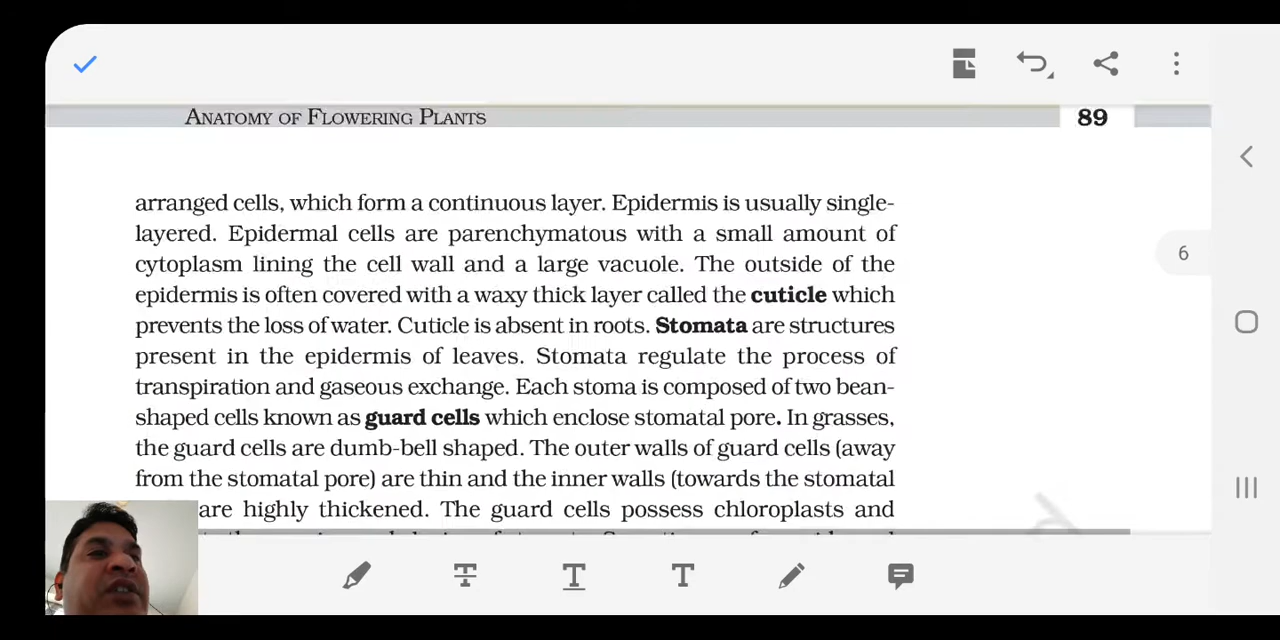 ANATOMY OF FLOWERING PLANTS 89
arranged cells, which form a continuous layer. Epidermis is usually single-
layered. Epidermal cells are parenchymatous with a small amount of
cytoplasm lining the cell wall and a large vacuole. The outside of the
epidermis is often covered with a waxy thick layer called the cuticle which
prevents the loss of water. Cuticle is absent in roots. Stomata are structures
present in the epidermis of leaves. Stomata regulate the process of
transpiration and gaseous exchange. Each stoma is composed of two bean-
shaped cells known as guard cells which enclose stomatal pore. In grasses,
the guard cells are dumb-bell shaped. The outer walls of guard cells (away
from the stomatal pore) are thin and the inner walls (towards the stomatal
are highly thickened. The guard cells possess chloroplasts and
6
T
T
T